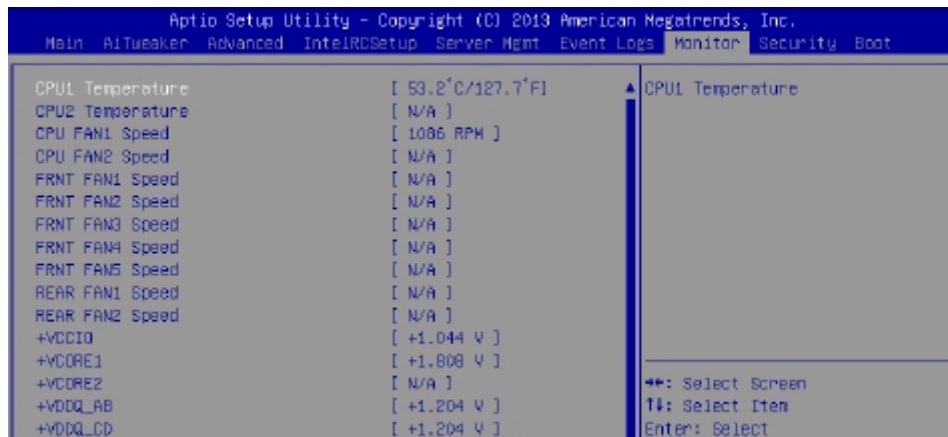 Aptio Setup Utility - Copyright (C) 2013 American Megatrends, Inc.
Main AiTweaker Advanced IntelRCSetup Server Mgmt Event Logs Monitor Security Boot
CPU1 Temperature [ 53.2°C/127.7°F]
CPU2 Temperature [ N/A ]
CPU FAN1 Speed [ 1086 RPM ]
CPU FAN2 Speed [ N/A ]
FRNT FAN1 Speed [ N/A ]
FRNT FAN2 Speed [ N/A ]
FRNT FAN3 Speed [ N/A ]
FRNT FAN4 Speed [ N/A ]
FRNT FAN5 Speed [ N/A ]
REAR FAN1 Speed [ N/A ]
REAR FAN2 Speed [ N/A ]
+VCCIO [ +1.044 V ]
+VCORE1 [ +1.808 V ]
+VCORE2 [ N/A ]
+VDDQ_AB [ +1.204 V ]
+VDDQ_CD [ +1.204 V ]
CPU1 Temperature
→←: Select Screen
↑↓: Select Item
Enter: Select